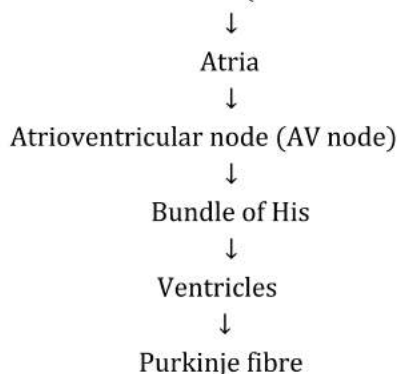 ↓
Atria
↓
Atrioventricular node (AV node)
↓
Bundle of His
↓
Ventricles
↓
Purkinje fibre